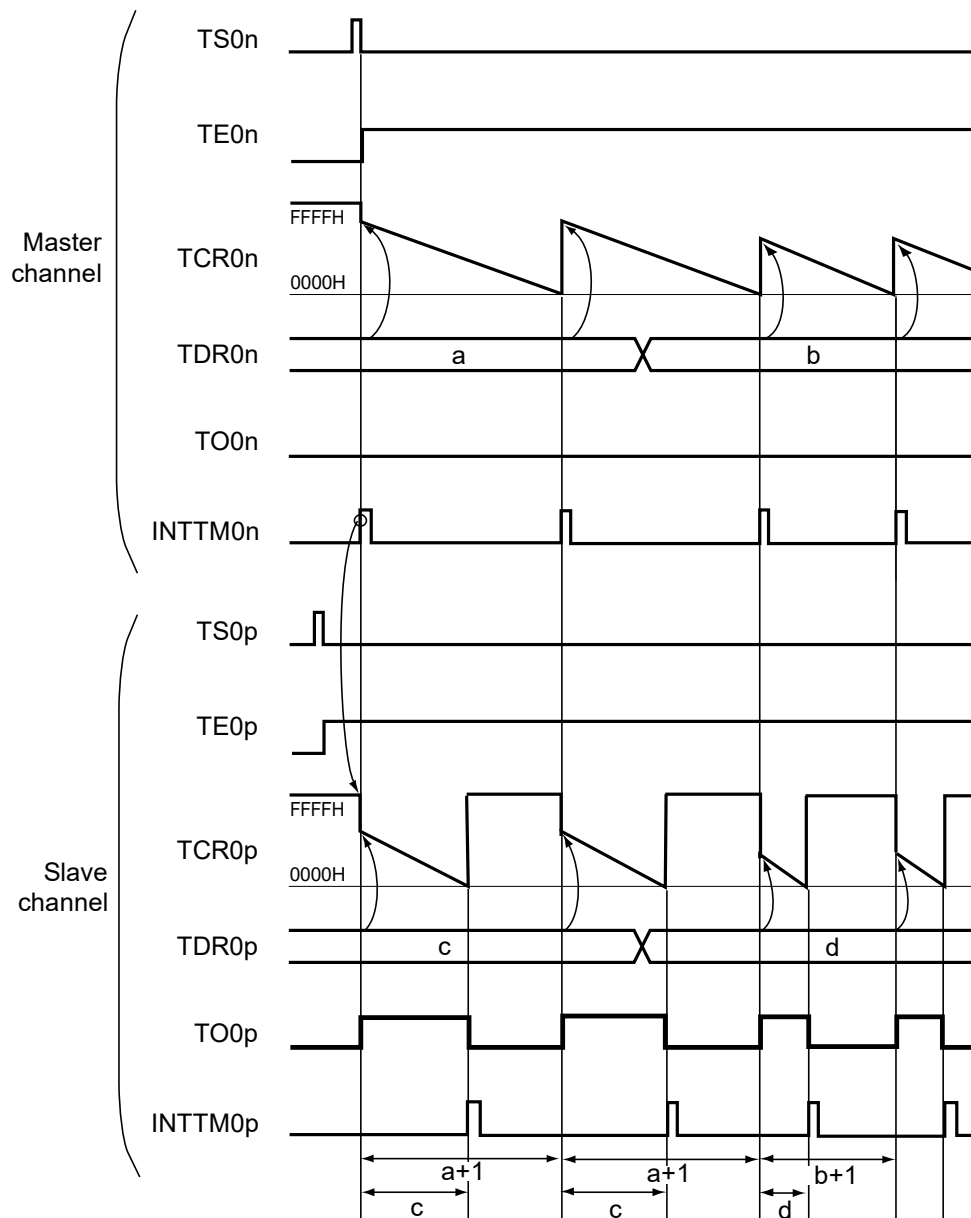 TS0n
TE0n
FFFFH
TCR0n
0000H
Master
channel
TDR0n
a
b
TO0n
INTTM0n
TS0p
TE0p
FFFFH
TCR0p
0000H
Slave
channel
TDR0p
c
d
TO0p
INTTM0p
a+1
a+1
b+1
c
c
d